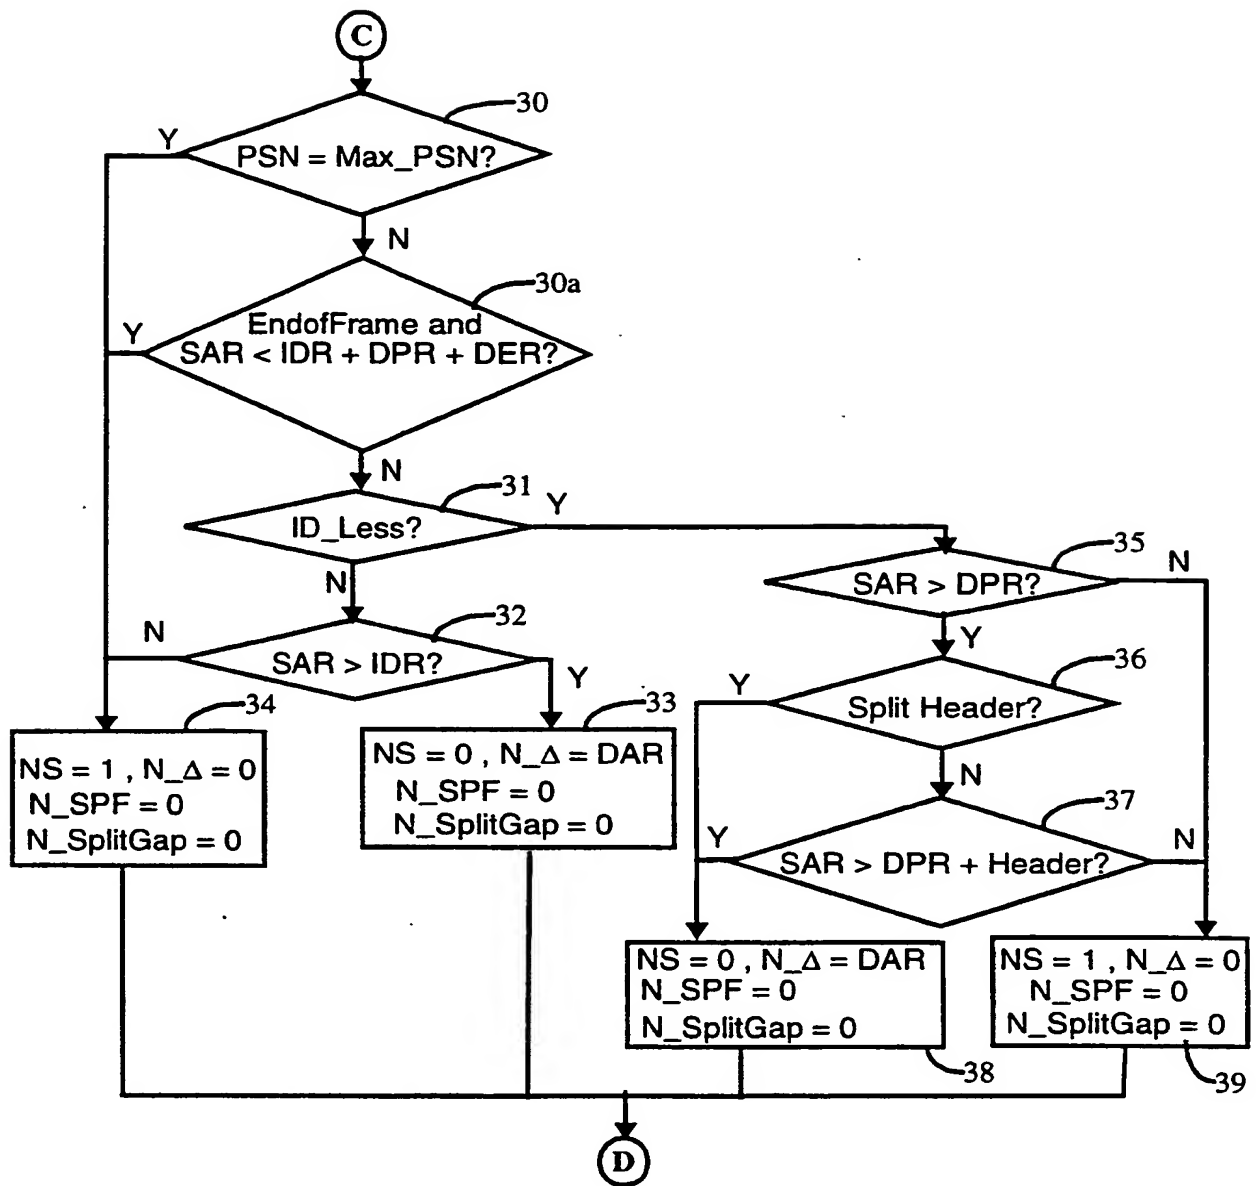 C
30
Y
PSN = Max_PSN?
N
30a
Y
EndofFrame and
SAR < IDR + DPR + DER?
N
31
Y
ID_Less?
N
35
N
SAR > DPR?
Y
32
N
SAR > IDR?
Y
36
Y
Split Header?
N
34
NS = 1 , N_Δ = 0
N_SPF = 0
N_SplitGap = 0
33
NS = 0 , N_Δ = DAR
N_SPF = 0
N_SplitGap = 0
37
Y
SAR > DPR + Header?
N
NS = 0 , N_Δ = DAR
N_SPF = 0
N_SplitGap = 0
38
NS = 1 , N_Δ = 0
N_SPF = 0
N_SplitGap = 0
39
D